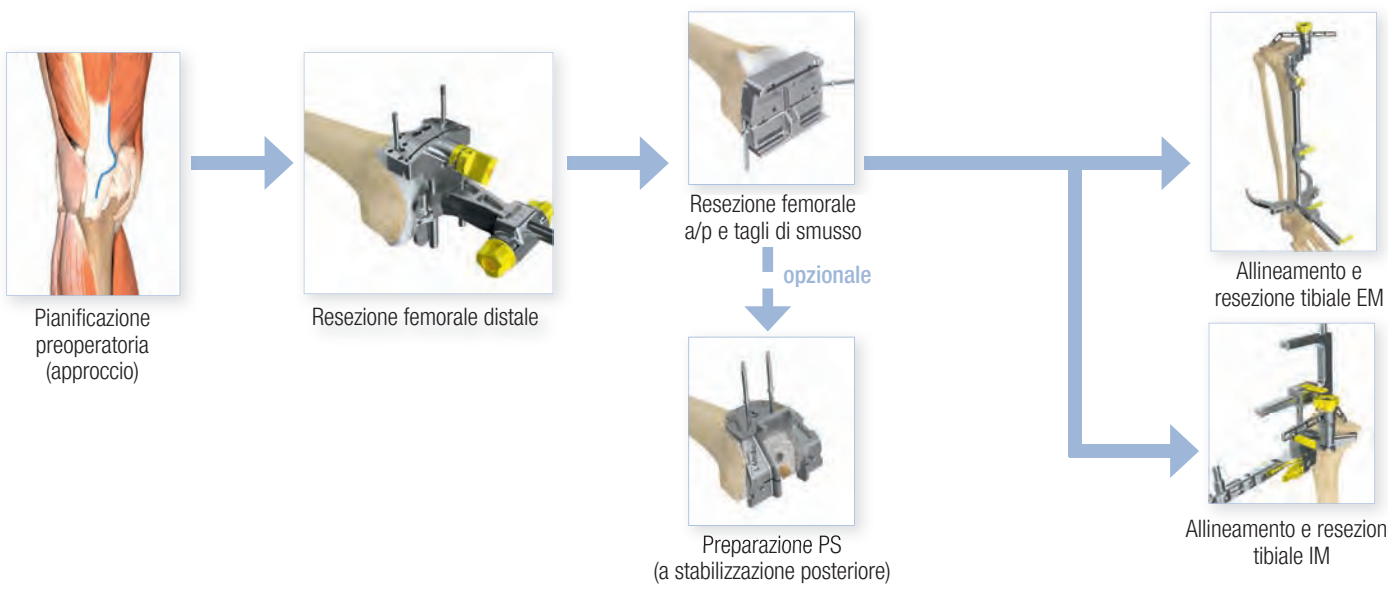 Pianificazione
preoperatoria
(approccio)
Resezione femorale distale
Resezione femorale
a/p e tagli di smusso
opzionale
Preparazione PS
(a stabilizzazione posteriore)
Allineamento e
resezione tibiale EM
Allineamento e resezion
tibiale IM